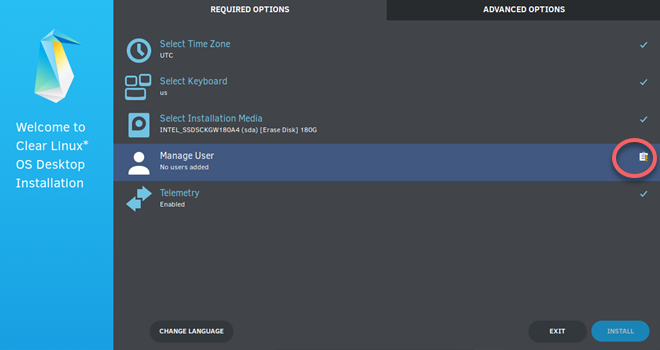 REQUIRED OPTIONS
ADVANCED OPTIONS
Welcome to
Clear Linux*
OS Desktop
Installation
Select Time Zone
UTC
Select Keyboard
us
Select Installation Media
INTEL_SSDSCKGW180A4 (sda) [Erase Disk] 180G
Manage User
No users added
Telemetry
Enabled
CHANGE LANGUAGE
EXIT
INSTALL